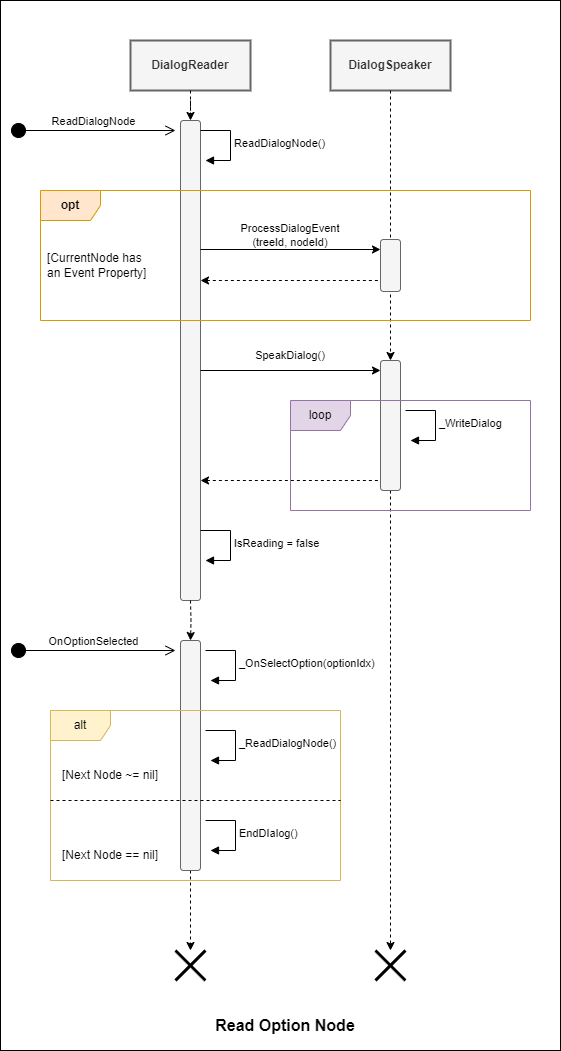 DialogReader
DialogSpeaker
ReadDialogNode
ReadDialogNode()
opt
ProcessDialogEvent
(treeId, nodeId)
[CurrentNode has
an Event Property]
SpeakDialog()
loop
_WriteDialog
IsReading = false
OnOptionSelected
_OnSelectOption(optionIdx)
alt
_ReadDialogNode()
[Next Node ~= nil]
EndDIalog()
[Next Node == nil]
Read Option Node